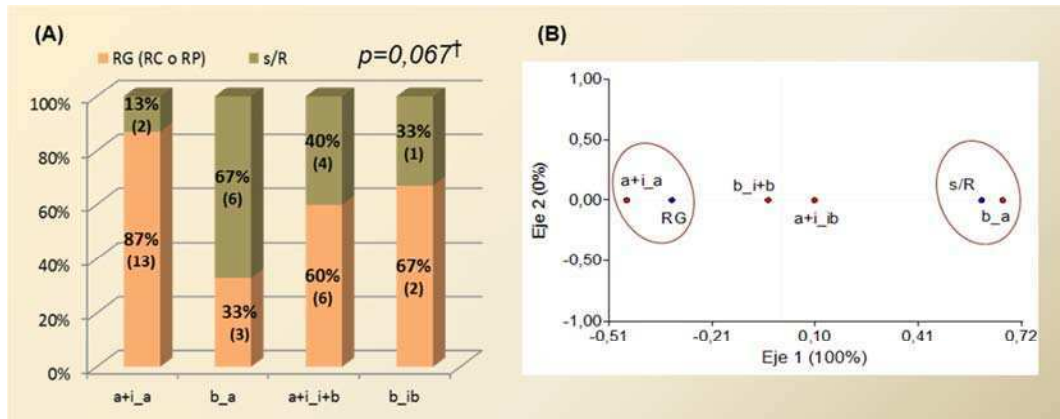 (A)
RG (RC o RP) s/R p=0,067†
100%
80%
60%
40%
20%
0%
13%
(2)
87%
(13)
67%
(6)
33%
(3)
40%
(4)
60%
(6)
33%
(1)
67%
(2)
a+i_a b_a a+i_i+b b_ib
(B)
1,00
0,50
0,00
-0,50
-1,00
Eje 2 (0%)
a+i_a
RG
b_i+b
a+i_ib
s/R
b_a
-0,51 -0,21 0,10 0,41 0,72
Eje 1 (100%)